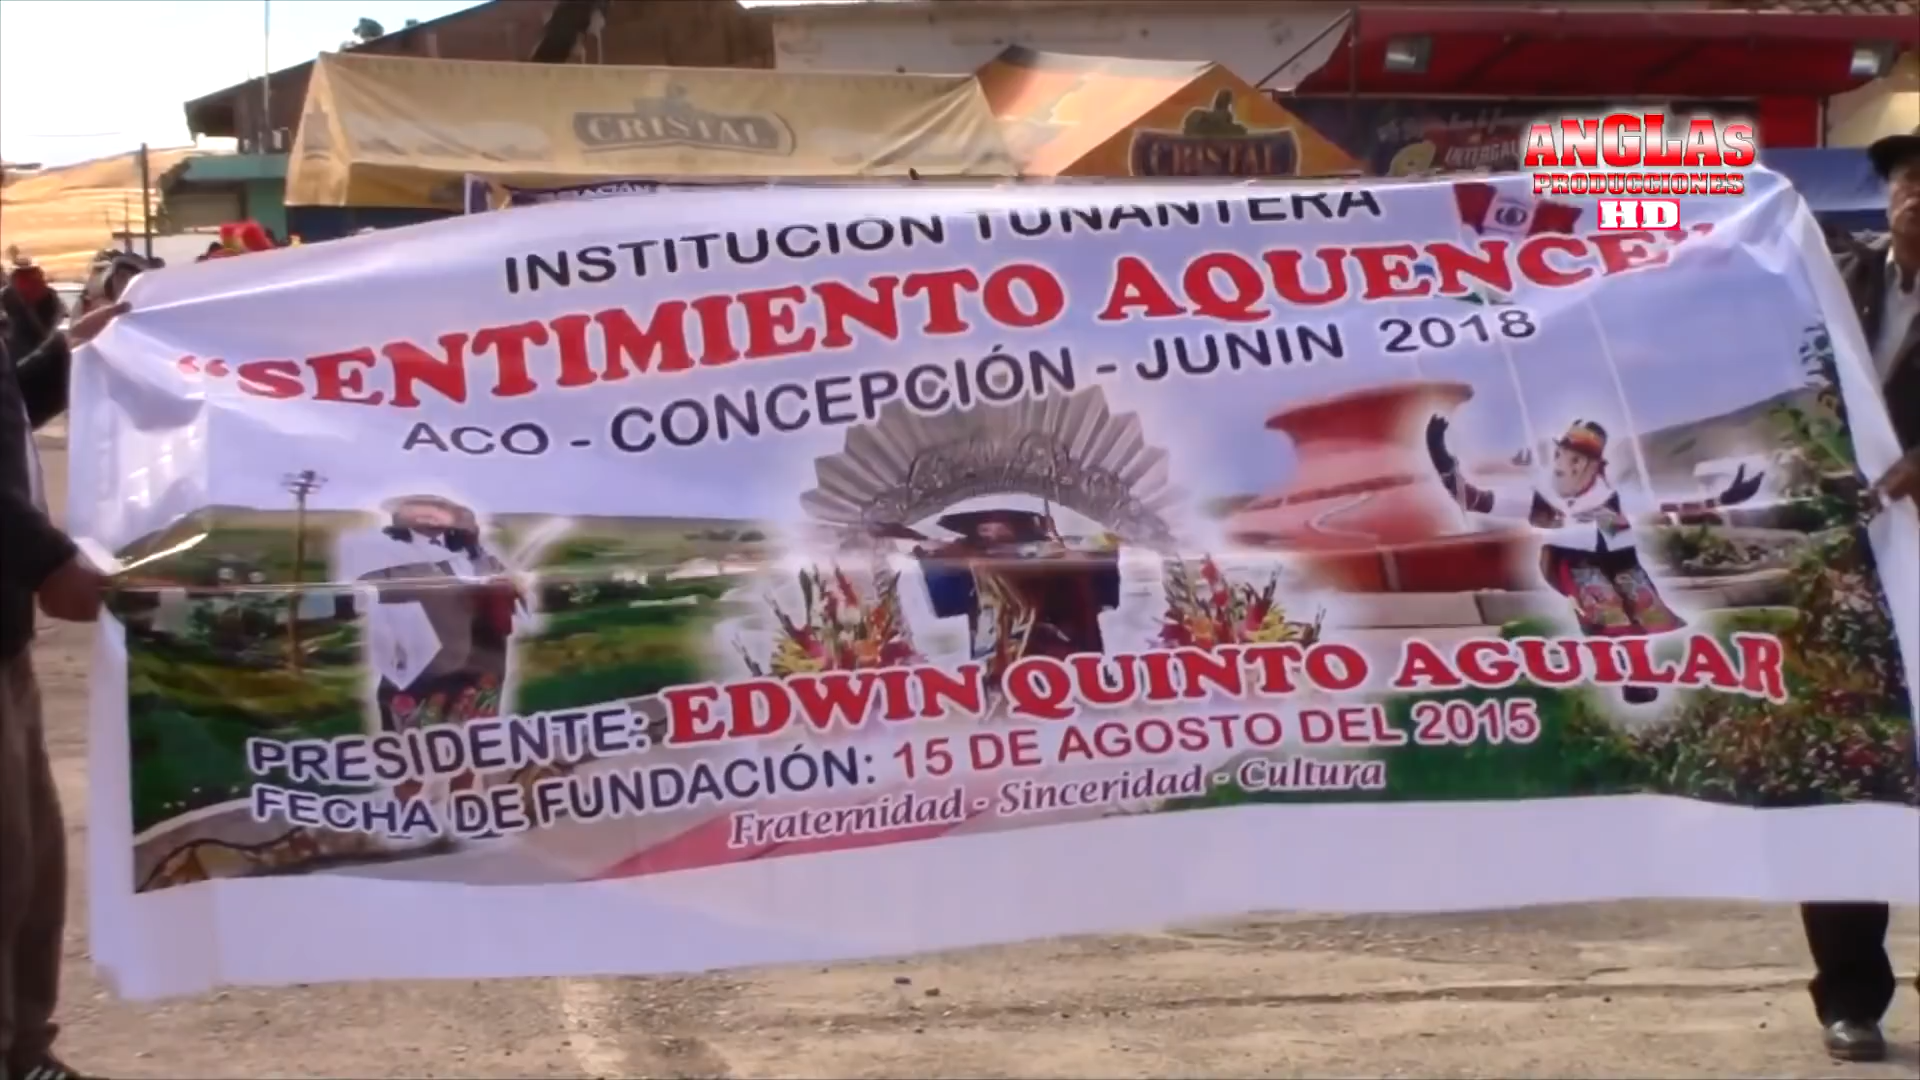 CRISTAL
CRISTAL
ANGLAS
PRODUCCIONES
HD
INSTITUCIÓN TUNANTERA
“SENTIMIENTO AQUENCE”
ACO - CONCEPCIÓN - JUNIN 2018
PRESIDENTE: EDWIN QUINTO AGUILAR
FECHA DE FUNDACIÓN: 15 DE AGOSTO DEL 2015
Fraternidad - Sinceridad - Cultura